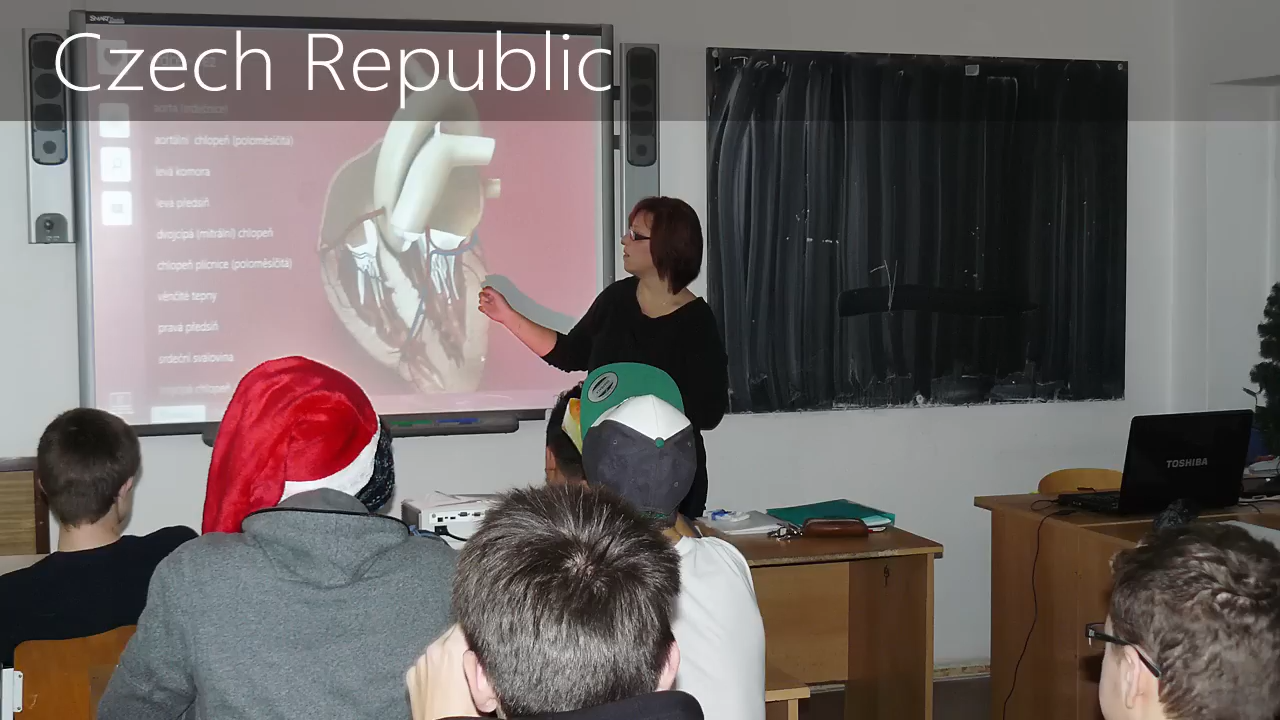 SMART
Czech Republic
aortální chlopeň (poloměsíčitá)
levá komora
levá předsíň
dvojcípá (mitrální) chlopeň
chlopeň plicnice (poloměsíčitá)
věnčité tepny
pravá předsíň
srdeční svalovina
TOSHIBA